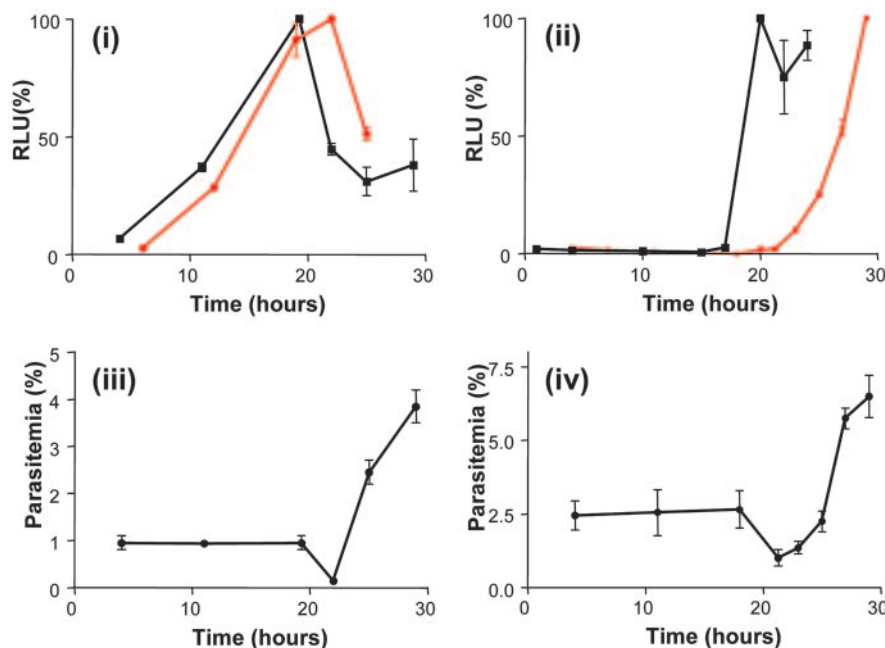 (i)
RLU(%)
100
50
0
0 10 20 30
Time (hours)
(ii)
RLU (%)
100
50
0
0 10 20 30
Time (hours)
(iii)
Parasitemia (%)
5
4
3
2
1
0
0 10 20 30
Time (hours)
(iv)
Parasitemia (%)
7.5
5.0
2.5
0.0
0 10 20 30
Time (hours)